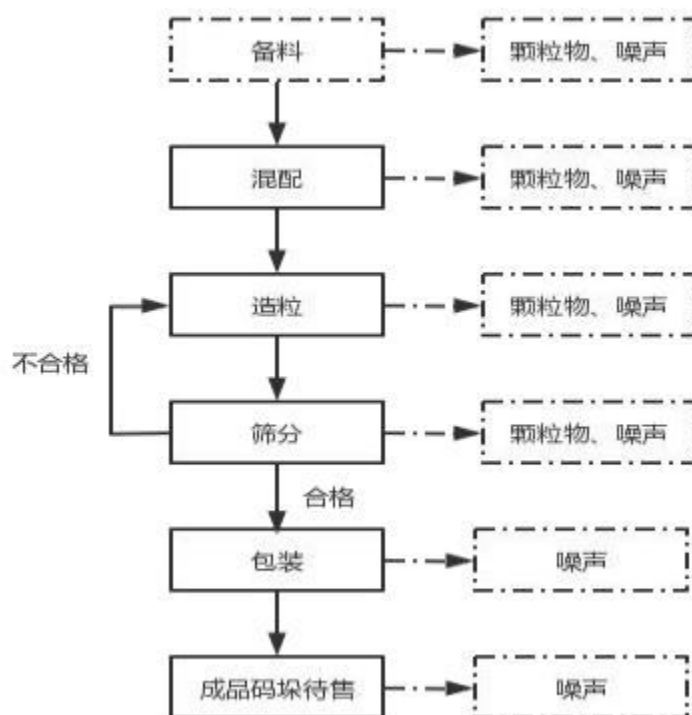 备料
颗粒物、噪声
混配
颗粒物、噪声
造粒
颗粒物、噪声
不合格
筛分
颗粒物、噪声
合格
包装
噪声
成品码垛待售
噪声